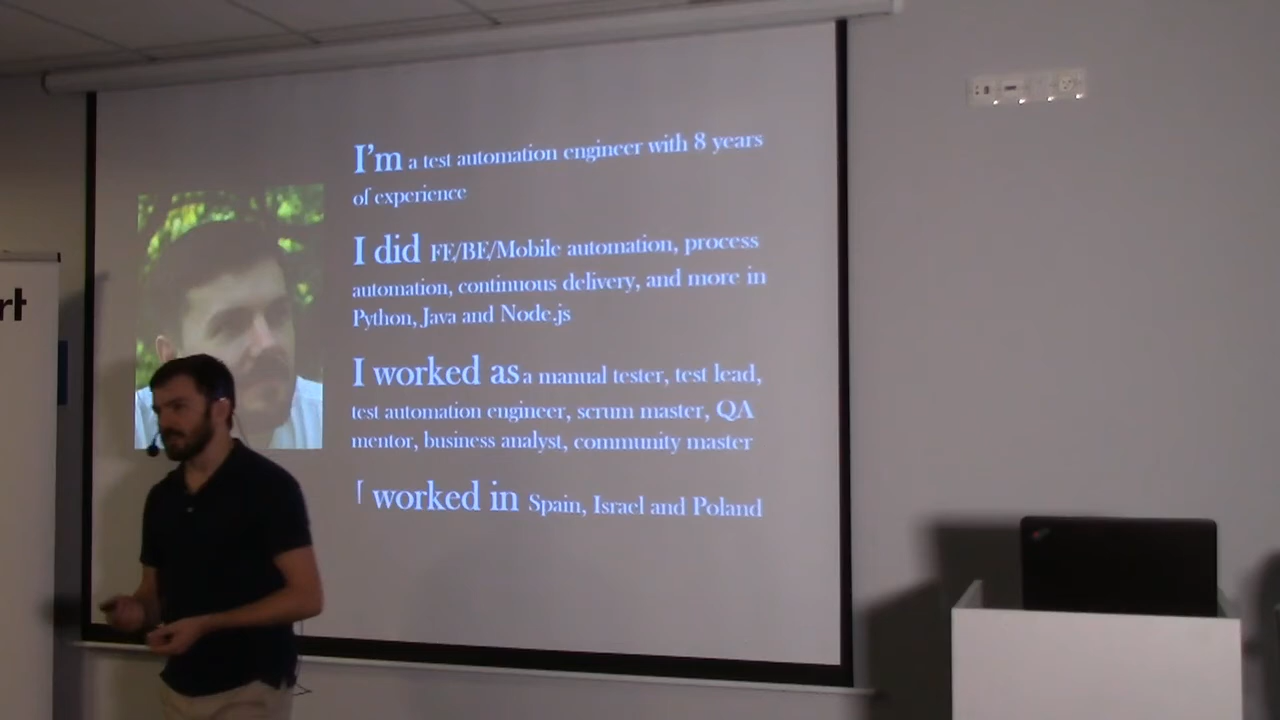 I'm a test automation engineer with 8 years
of experience
I did FE/BE/Mobile automation, process
automation, continuous delivery, and more in
Python, Java and Node.js
I worked as a manual tester, test lead,
test automation engineer, scrum master, QA
mentor, business analyst, community master
I worked in Spain, Israel and Poland
rt